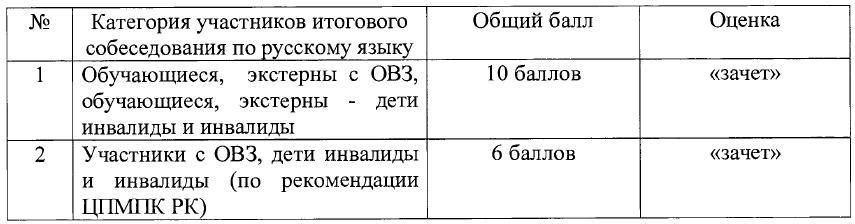 № Категория участников итогового собеседования по русскому языку Общий балл Оценка
1 Обучающиеся, экстерны с ОВЗ, 10 баллов «зачет»
обучающиеся, экстерны - дети
инвалиды и инвалиды
2 Участники с ОВЗ, дети инвалиды 6 баллов «зачет»
и инвалиды (по рекомендации
ЦПМПК РК)